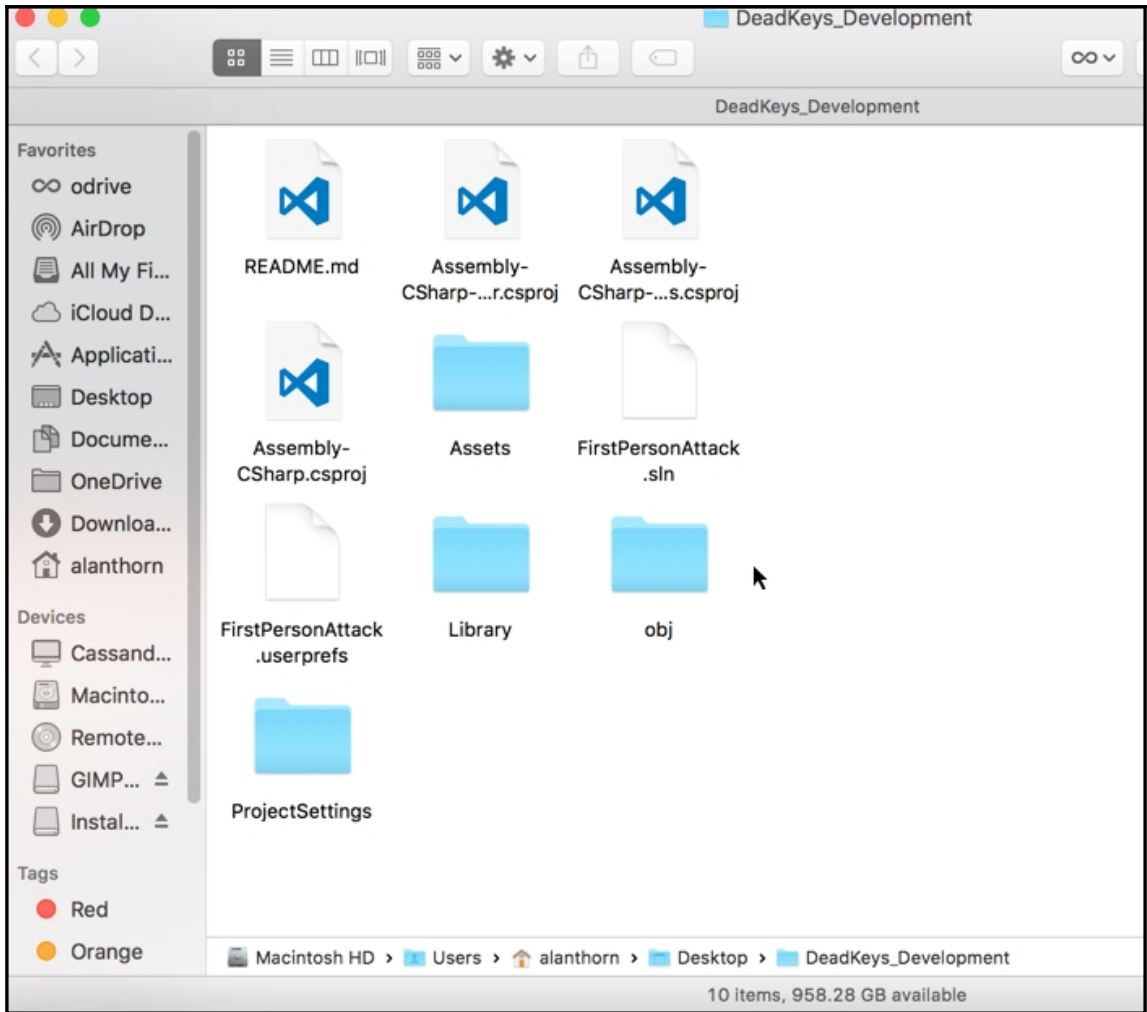 DeadKeys_Development
DeadKeys_Development
Favorites
odrive
AirDrop
All My Fi...
iCloud D...
Applicati...
Desktop
Docume...
OneDrive
Downloa...
alanthorn
Devices
Cassand...
Macinto...
Remote...
GIMP...
Instal...
Tags
Red
Orange
README.md
Assembly-
CSharp-...r.csproj
Assembly-
CSharp-...s.csproj
Assembly-
CSharp.csproj
Assets
FirstPersonAttack
.sln
FirstPersonAttack
.userprefs
Library
obj
ProjectSettings
Macintosh HD › Users › alanthorn › Desktop › DeadKeys_Development
10 items, 958.28 GB available